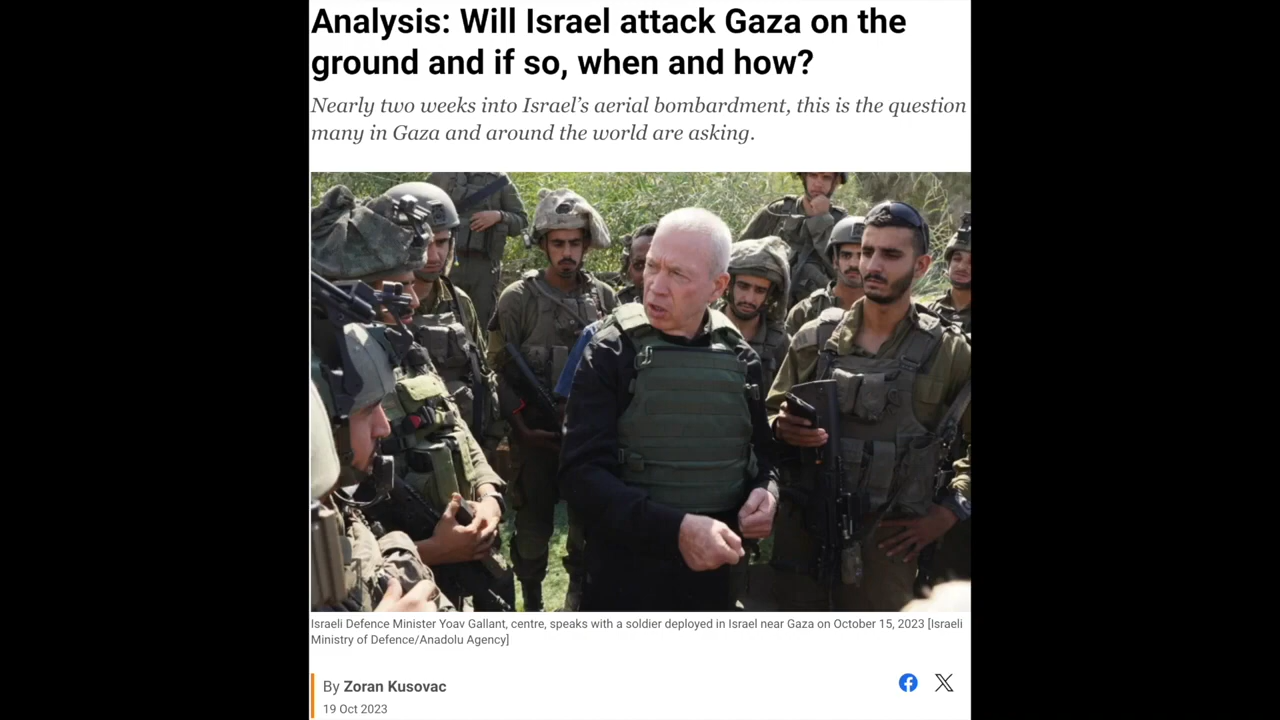 Analysis: Will Israel attack Gaza on the
ground and if so, when and how?
Nearly two weeks into Israel’s aerial bombardment, this is the question
many in Gaza and around the world are asking.
Israeli Defence Minister Yoav Gallant, centre, speaks with a soldier deployed in Israel near Gaza on October 15, 2023 [Israeli
Ministry of Defence/Anadolu Agency]
By Zoran Kusovac
19 Oct 2023